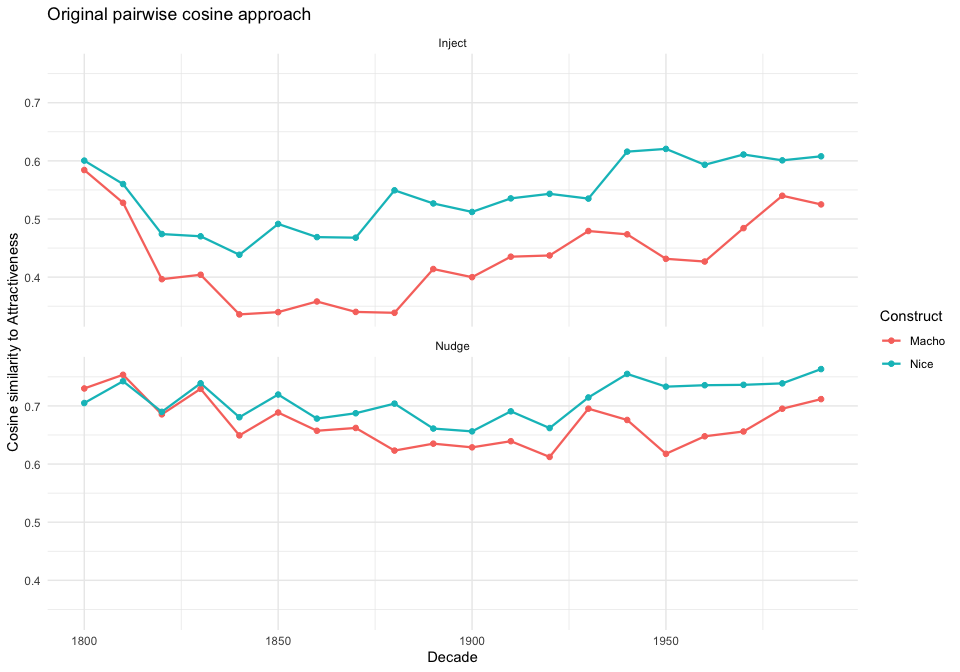 Original pairwise cosine approach
Inject
0.7
0.6
0.5
0.4
Cosine similarity to Attractiveness
Nudge
0.7
0.6
0.5
0.4
1800 1850 1900 1950
Decade
Construct
Macho
Nice